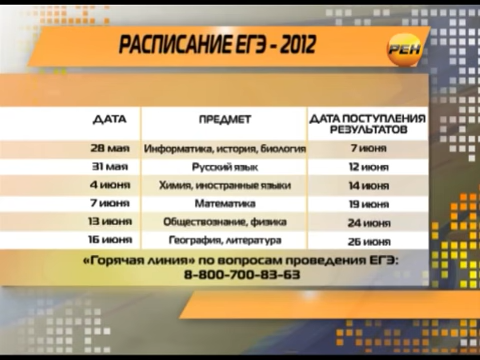 РАСПИСАНИЕ ЕГЭ - 2012
РЕН
ДАТА ПРЕДМЕТ ДАТА ПОСТУПЛЕНИЯ РЕЗУЛЬТАТОВ
28 мая Информатика, история, биология 7 июня
31 мая Русский язык 12 июня
4 июня Химия, иностранные языки 14 июня
7 июня Математика 19 июня
13 июня Обществознание, физика 24 июня
16 июня География, литература 26 июня
«Горячая линия» по вопросам проведения ЕГЭ:
8-800-700-83-63